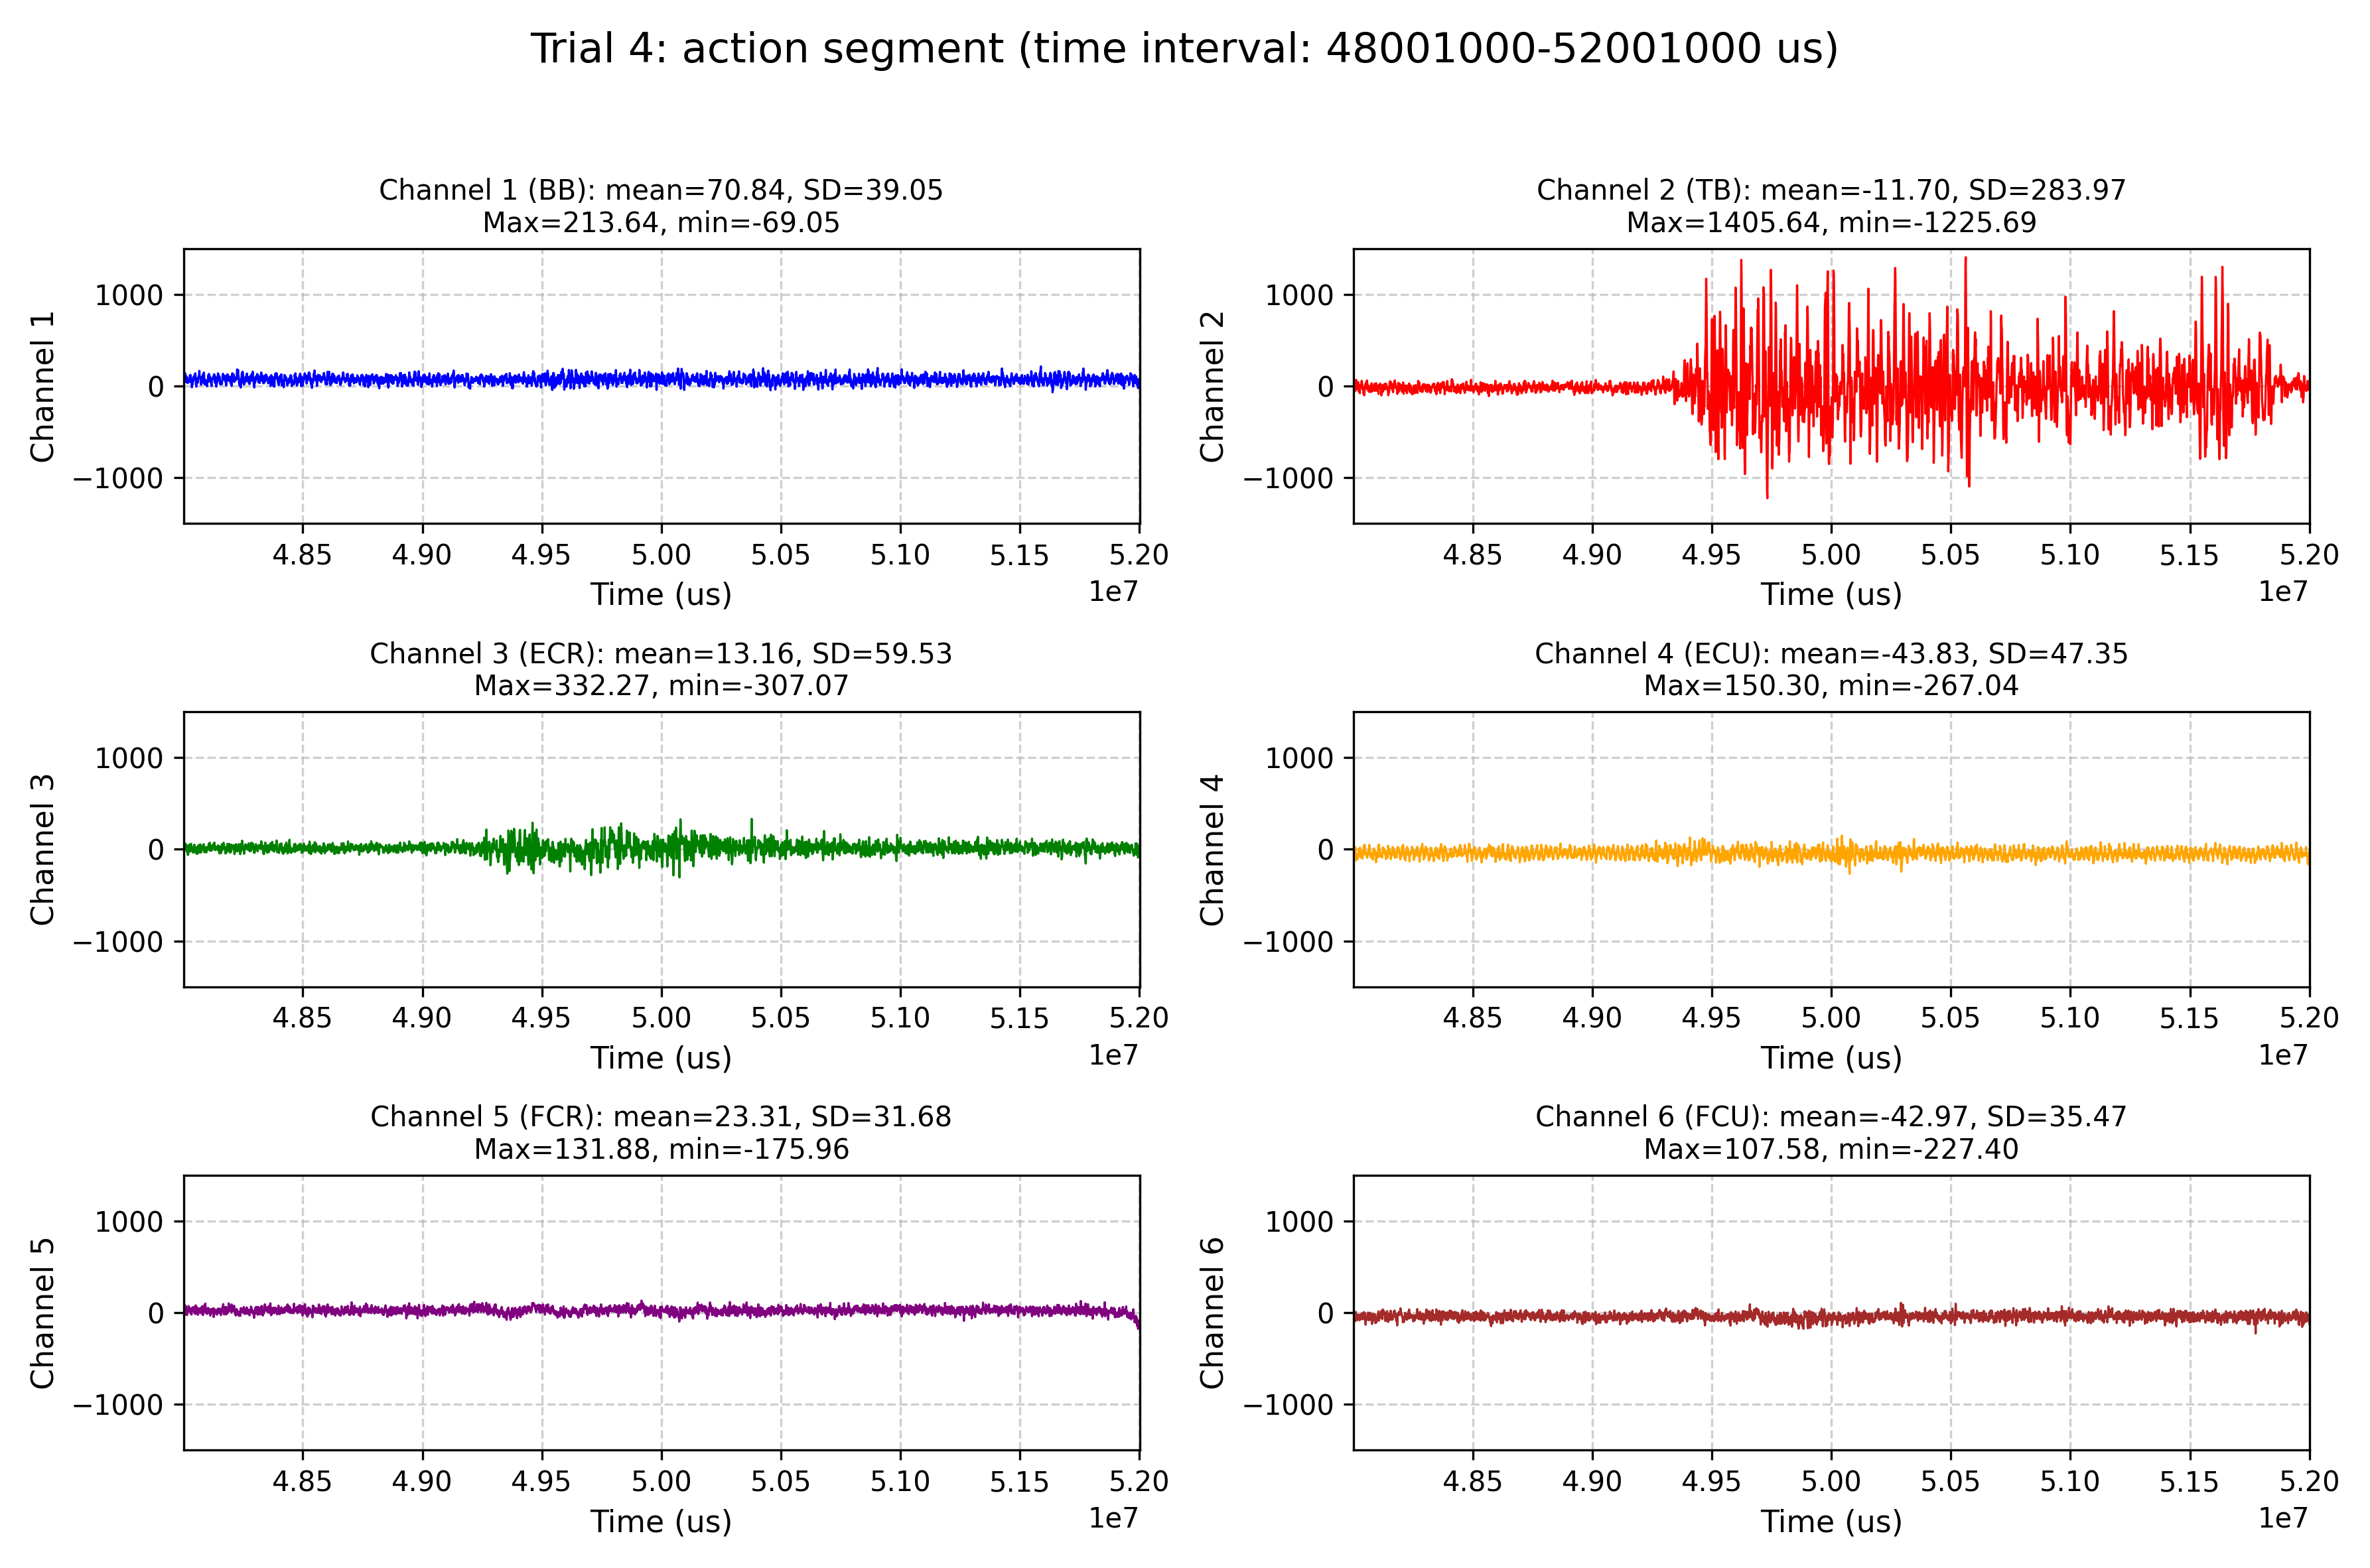 Trial 4: action segment (time interval: 48001000-52001000 us)
Channel 1 (BB): mean=70.84, SD=39.05
Max=213.64, min=-69.05
Channel 1
1000
0
−1000
4.85 4.90 4.95 5.00 5.05 5.10 5.15 5.20
Time (us)
1e7
Channel 2 (TB): mean=-11.70, SD=283.97
Max=1405.64, min=-1225.69
Channel 2
1000
0
−1000
4.85 4.90 4.95 5.00 5.05 5.10 5.15 5.20
Time (us)
1e7
Channel 3 (ECR): mean=13.16, SD=59.53
Max=332.27, min=-307.07
Channel 3
1000
0
−1000
4.85 4.90 4.95 5.00 5.05 5.10 5.15 5.20
Time (us)
1e7
Channel 4 (ECU): mean=-43.83, SD=47.35
Max=150.30, min=-267.04
Channel 4
1000
0
−1000
4.85 4.90 4.95 5.00 5.05 5.10 5.15 5.20
Time (us)
1e7
Channel 5 (FCR): mean=23.31, SD=31.68
Max=131.88, min=-175.96
Channel 5
1000
0
−1000
4.85 4.90 4.95 5.00 5.05 5.10 5.15 5.20
Time (us)
1e7
Channel 6 (FCU): mean=-42.97, SD=35.47
Max=107.58, min=-227.40
Channel 6
1000
0
−1000
4.85 4.90 4.95 5.00 5.05 5.10 5.15 5.20
Time (us)
1e7